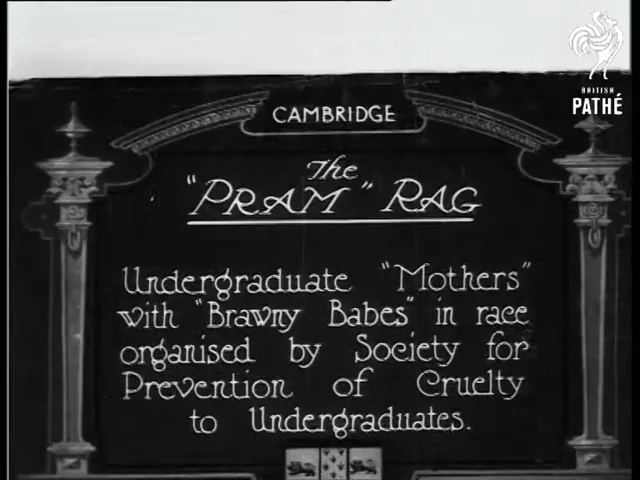 BRITISH
PATHÉ
CAMBRIDGE
The
"PRAM" RAG
Undergraduate "Mothers"
with "Brawny Babes" in race
organised by Society for
Prevention of Cruelty
to Undergraduates.